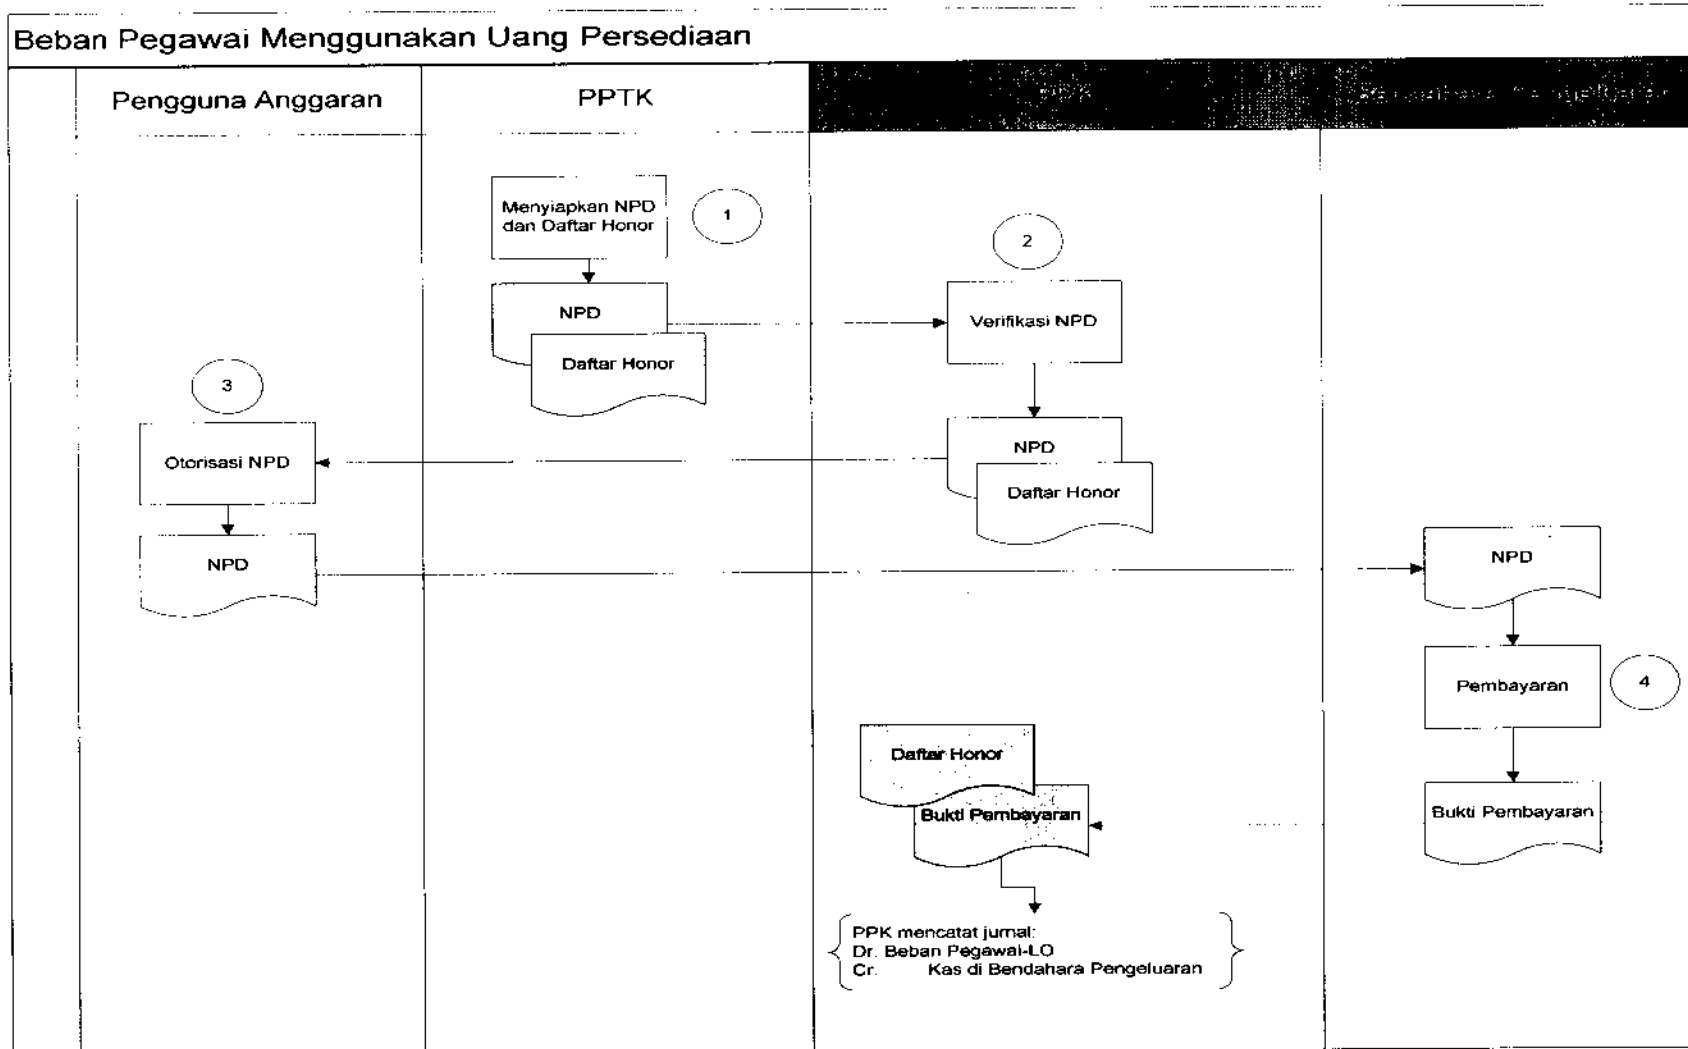 Beban Pegawai Menggunakan Uang Persediaan
Pengguna Anggaran
PPTK
PPK
Menyiapkan NPD
dan Daftar Honor
1
NPD
Daftar Honor
2
Verifikasi NPD
NPD
Daftar Honor
3
Otorisasi NPD
NPD
NPD
Pembayaran
4
Bukti Pembayaran
Daftar Honor
Bukti Pembayaran
PPK mencatat jurnal:
Dr. Beban Pegawai-LO
Cr. Kas di Bendahara Pengeluaran